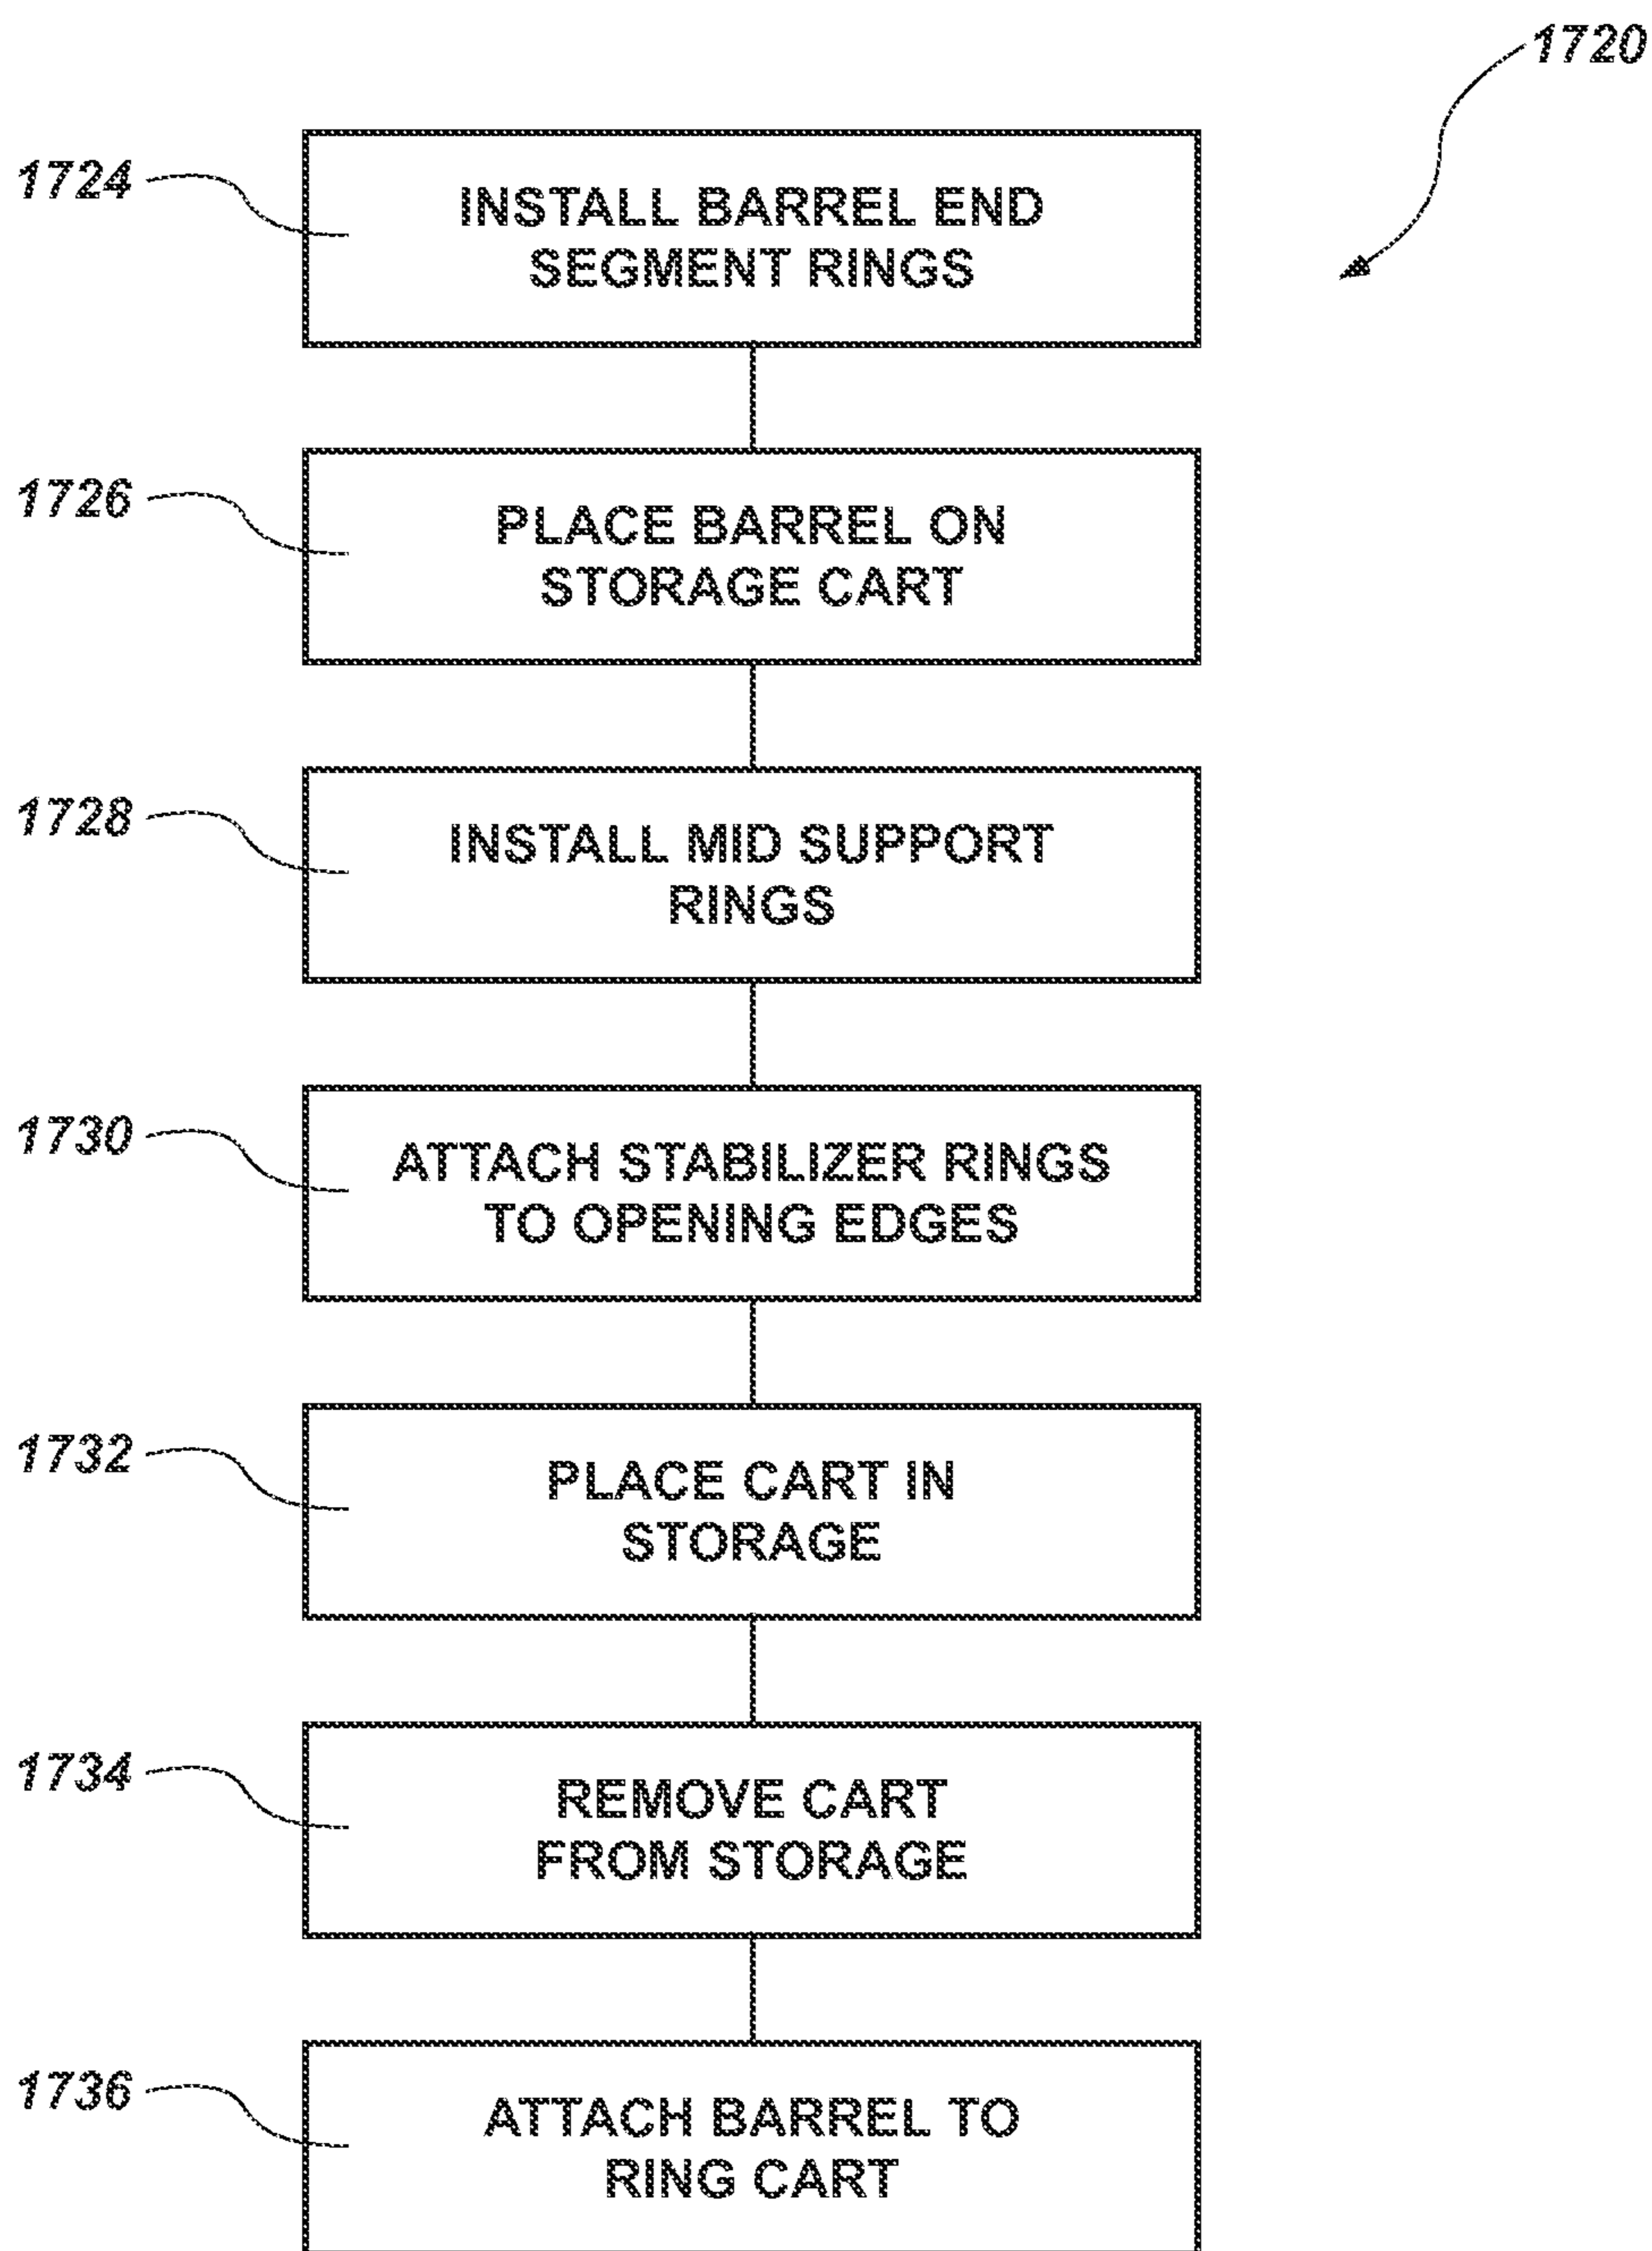 1720
1724
INSTALL BARREL END
SEGMENT RINGS
1726
PLACE BARREL ON
STORAGE CART
1728
INSTALL MID SUPPORT
RINGS
1730
ATTACH STABILIZER RINGS
TO OPENING EDGES
1732
PLACE CART IN
STORAGE
1734
REMOVE CART
FROM STORAGE
1736
ATTACH BARREL TO
RING CART